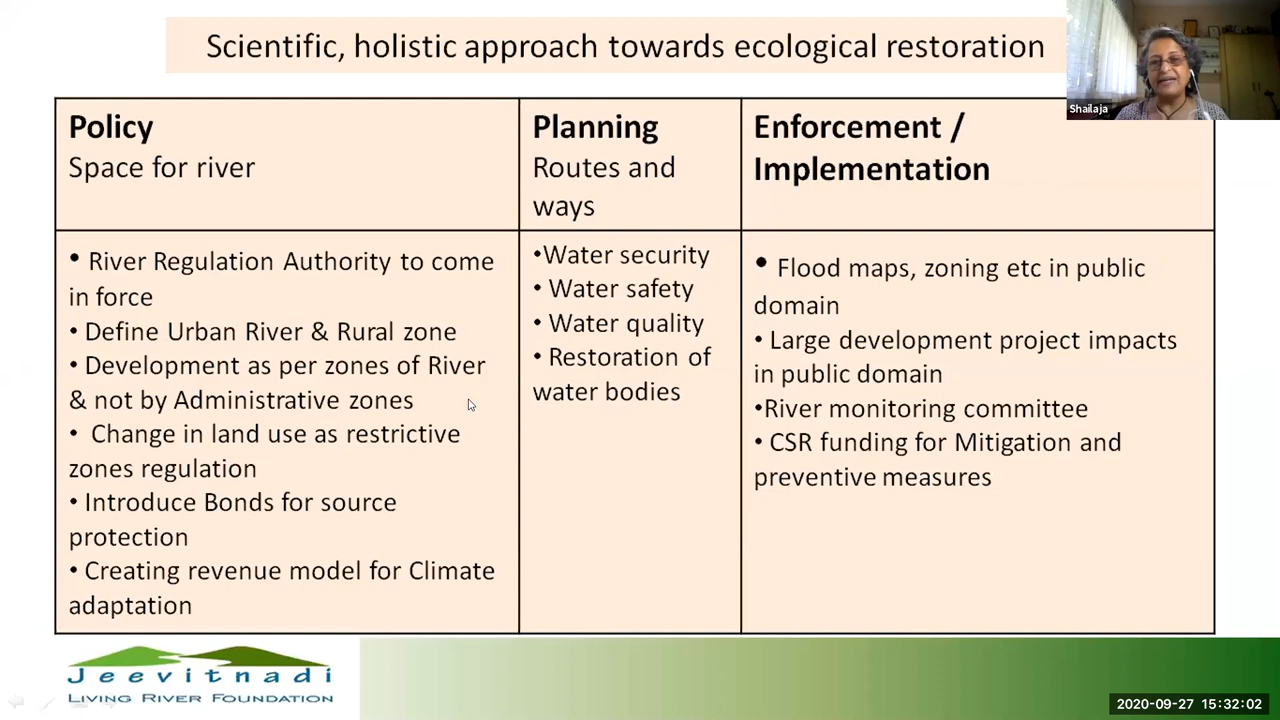 Scientific, holistic approach towards ecological restoration
Shailaja
Policy
Space for river
Planning
Routes and
ways
Enforcement /
Implementation
• River Regulation Authority to come
in force
• Define Urban River & Rural zone
• Development as per zones of River
& not by Administrative zones
• Change in land use as restrictive
zones regulation
• Introduce Bonds for source
protection
• Creating revenue model for Climate
adaptation
•Water security
• Water safety
• Water quality
• Restoration of
water bodies
• Flood maps, zoning etc in public
domain
• Large development project impacts
in public domain
•River monitoring committee
• CSR funding for Mitigation and
preventive measures
Jeevitnadi
LIVING RIVER FOUNDATION
2020-09-27 15:32:02